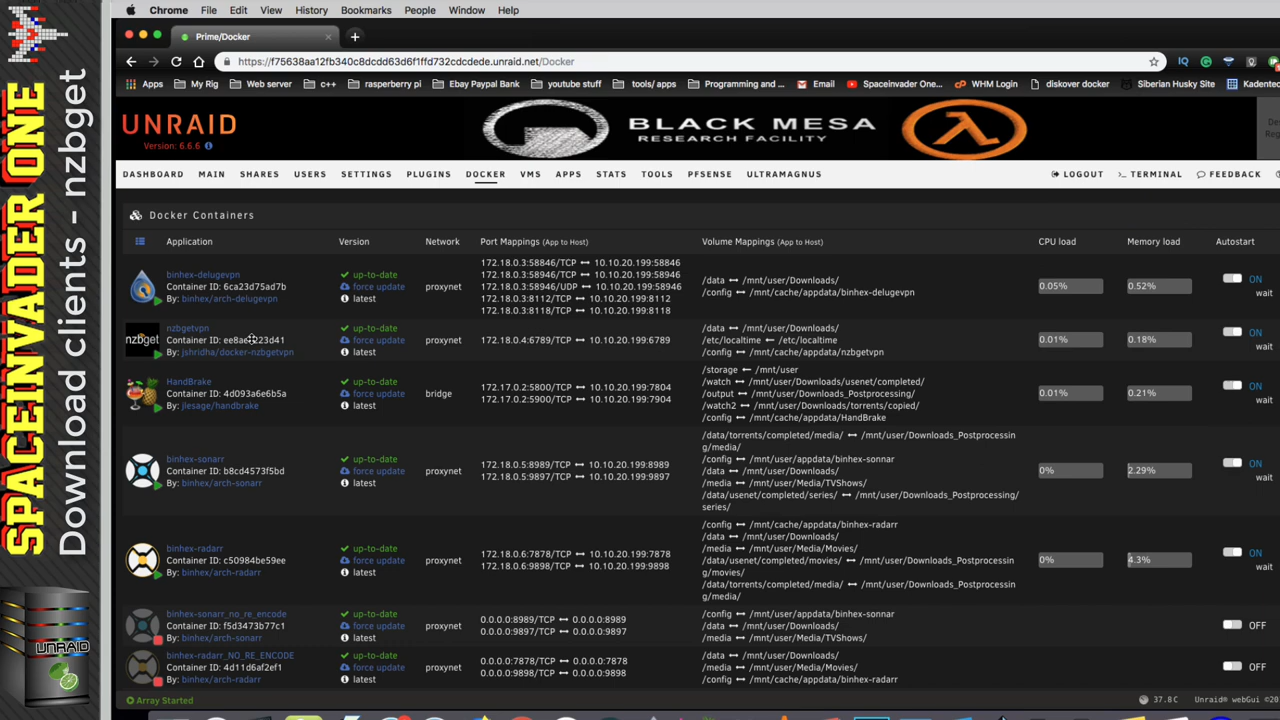 SPACEINVADER ONE
Download clients - nzbget
UNRAID
Chrome File Edit View History Bookmarks People Window Help
Prime/Docker
https://f75638aa12fb340c8dcdd63d6f1ffd732cdcdede.unraid.net/Docker
Apps My Rig Web server c++ rasperberry pi Ebay Paypal Bank youtube stuff tools/ apps Programming and ... Email Spaceinvader One... WHM Login diskover docker Siberian Husky Site Kadentec
UNRAID
Version: 6.6.6
BLACK MESA
RESEARCH FACILITY
DASHBOARD MAIN SHARES USERS SETTINGS PLUGINS DOCKER VMS APPS STATS TOOLS PFSENSE ULTRAMAGNUS LOGOUT TERMINAL FEEDBACK
Docker Containers
Application Version Network Port Mappings (App to Host) Volume Mappings (App to Host) CPU load Memory load Autostart
binhex-delugevpn
Container ID: 6ca23d75ad7b
By: binhex/arch-delugevpn
up-to-date
force update
latest
proxynet
172.18.0.3:58846/TCP ↔ 10.10.20.199:58846
172.18.0.3:58946/TCP ↔ 10.10.20.199:58946
172.18.0.3:58946/UDP ↔ 10.10.20.199:58946
172.18.0.3:8112/TCP ↔ 10.10.20.199:8112
172.18.0.3:8118/TCP ↔ 10.10.20.199:8118
/data ↔ /mnt/user/Downloads/
/config ↔ /mnt/cache/appdata/binhex-delugevpn
0.05%
0.52%
ON
wait
nzbget
nzbgetvpn
Container ID: 223d41
By: jshridha/docker-nzbgetvpn
up-to-date
force update
latest
proxynet
172.18.0.4:6789/TCP ↔ 10.10.20.199:6789
/data ↔ /mnt/user/Downloads/
/etc/localtime ← /etc/localtime
/config ↔ /mnt/cache/appdata/nzbgetvpn
0.01%
0.18%
ON
wait
HandBrake
Container ID: 4d093a6e6b5a
By: jlesage/handbrake
up-to-date
force update
latest
bridge
172.17.0.2:5800/TCP ↔ 10.10.20.199:7804
172.17.0.2:5900/TCP ↔ 10.10.20.199:7904
/storage ← /mnt/user
/watch ↔ /mnt/user/Downloads/usenet/completed/
/output ↔ /mnt/user/Downloads_Postprocessing/
/watch2 ↔ /mnt/user/Downloads/torrents/copied/
/config ↔ /mnt/cache/appdata/HandBrake
0.01%
0.21%
ON
wait
binhex-sonarr
Container ID: b8cd4573f5bd
By: binhex/arch-sonarr
up-to-date
force update
latest
proxynet
172.18.0.5:8989/TCP ↔ 10.10.20.199:8989
172.18.0.5:9897/TCP ↔ 10.10.20.199:9897
/data/torrents/completed/media/ ↔ /mnt/user/Downloads_Postprocessin
g/media/
/config ↔ /mnt/user/appdata/binhex-sonnar
/data ↔ /mnt/user/Downloads/
/media ↔ /mnt/user/Media/TVShows/
/data/usenet/completed/series/ ↔ /mnt/user/Downloads_Postprocessing/
series/
0%
2.29%
ON
wait
binhex-radarr
Container ID: c50984be59ee
By: binhex/arch-radarr
up-to-date
force update
latest
proxynet
172.18.0.6:7878/TCP ↔ 10.10.20.199:7878
172.18.0.6:9898/TCP ↔ 10.10.20.199:9898
/config ↔ /mnt/cache/appdata/binhex-radarr
/data ↔ /mnt/user/Downloads/
/media ↔ /mnt/user/Media/Movies/
/data/usenet/completed/movies/ ↔ /mnt/user/Downloads_Postprocessin
g/movies/
/data/torrents/completed/media/ ↔ /mnt/user/Downloads_Postprocessin
g/media/
0%
4.3%
ON
wait
binhex-sonarr_no_re_encode
Container ID: f5d3473b77c1
By: binhex/arch-sonarr
up-to-date
force update
latest
proxynet
0.0.0.0:8989/TCP ↔ 0.0.0.0:8989
0.0.0.0:9897/TCP ↔ 0.0.0.0:9897
/config ↔ /mnt/user/appdata/binhex-sonnar
/data ↔ /mnt/user/Downloads/
/media ↔ /mnt/user/Media/TVShows/
OFF
binhex-radarr_NO_RE_ENCODE
Container ID: 4d11d6af2ef1
By: binhex/arch-radarr
up-to-date
force update
latest
proxynet
0.0.0.0:7878/TCP ↔ 0.0.0.0:7878
0.0.0.0:9898/TCP ↔ 0.0.0.0:9898
/data ↔ /mnt/user/Downloads/
/media ↔ /mnt/user/Media/Movies/
/config ↔ /mnt/cache/appdata/binhex-radarr
OFF
Array Started
37.8 C Unraid® webGui ©20